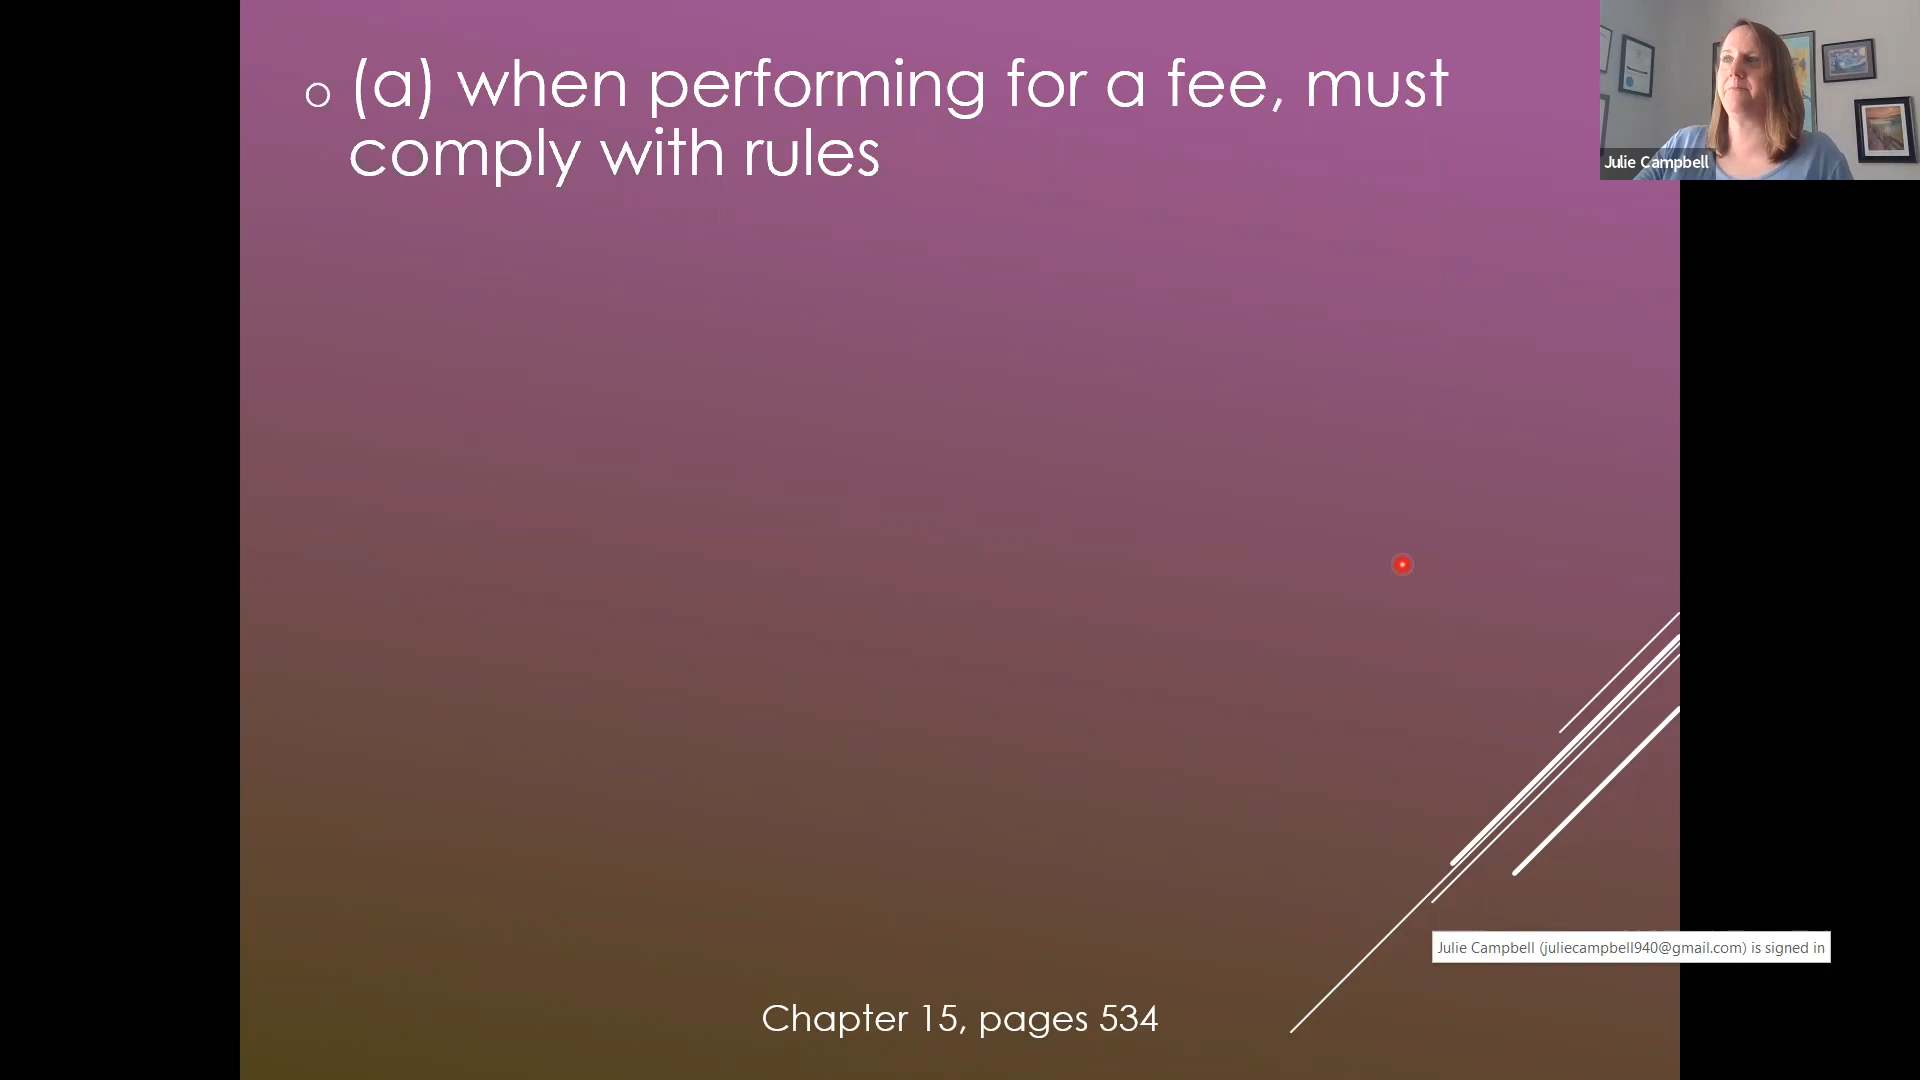 (a) when performing for a fee, must
comply with rules
Julie Campbell
Julie Campbell (juliecampbell940@gmail.com) is signed in
Chapter 15, pages 534